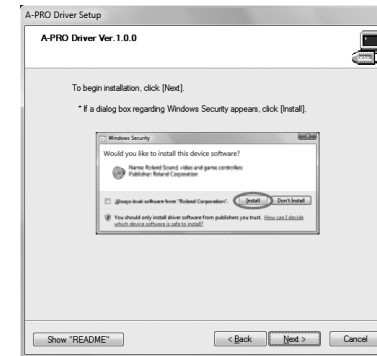 A-PRO Driver Setup
A-PRO Driver Ver.1.0.0
To begin installation, click [Next].
* If a dialog box regarding Windows Security appears, click [Install].
Windows Security
Would you like to install this device software?
Name: Roland Sound, video and game controllers
Publisher: Roland Corporation
Always trust software from "Roland Corporation".
Install
Don't Install
You should only install driver software from publishers you trust. How can I decide
which device software is safe to install?
Show "README"
< Back
Next >
Cancel